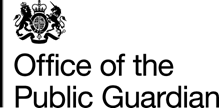 Office of the
Public Guardian